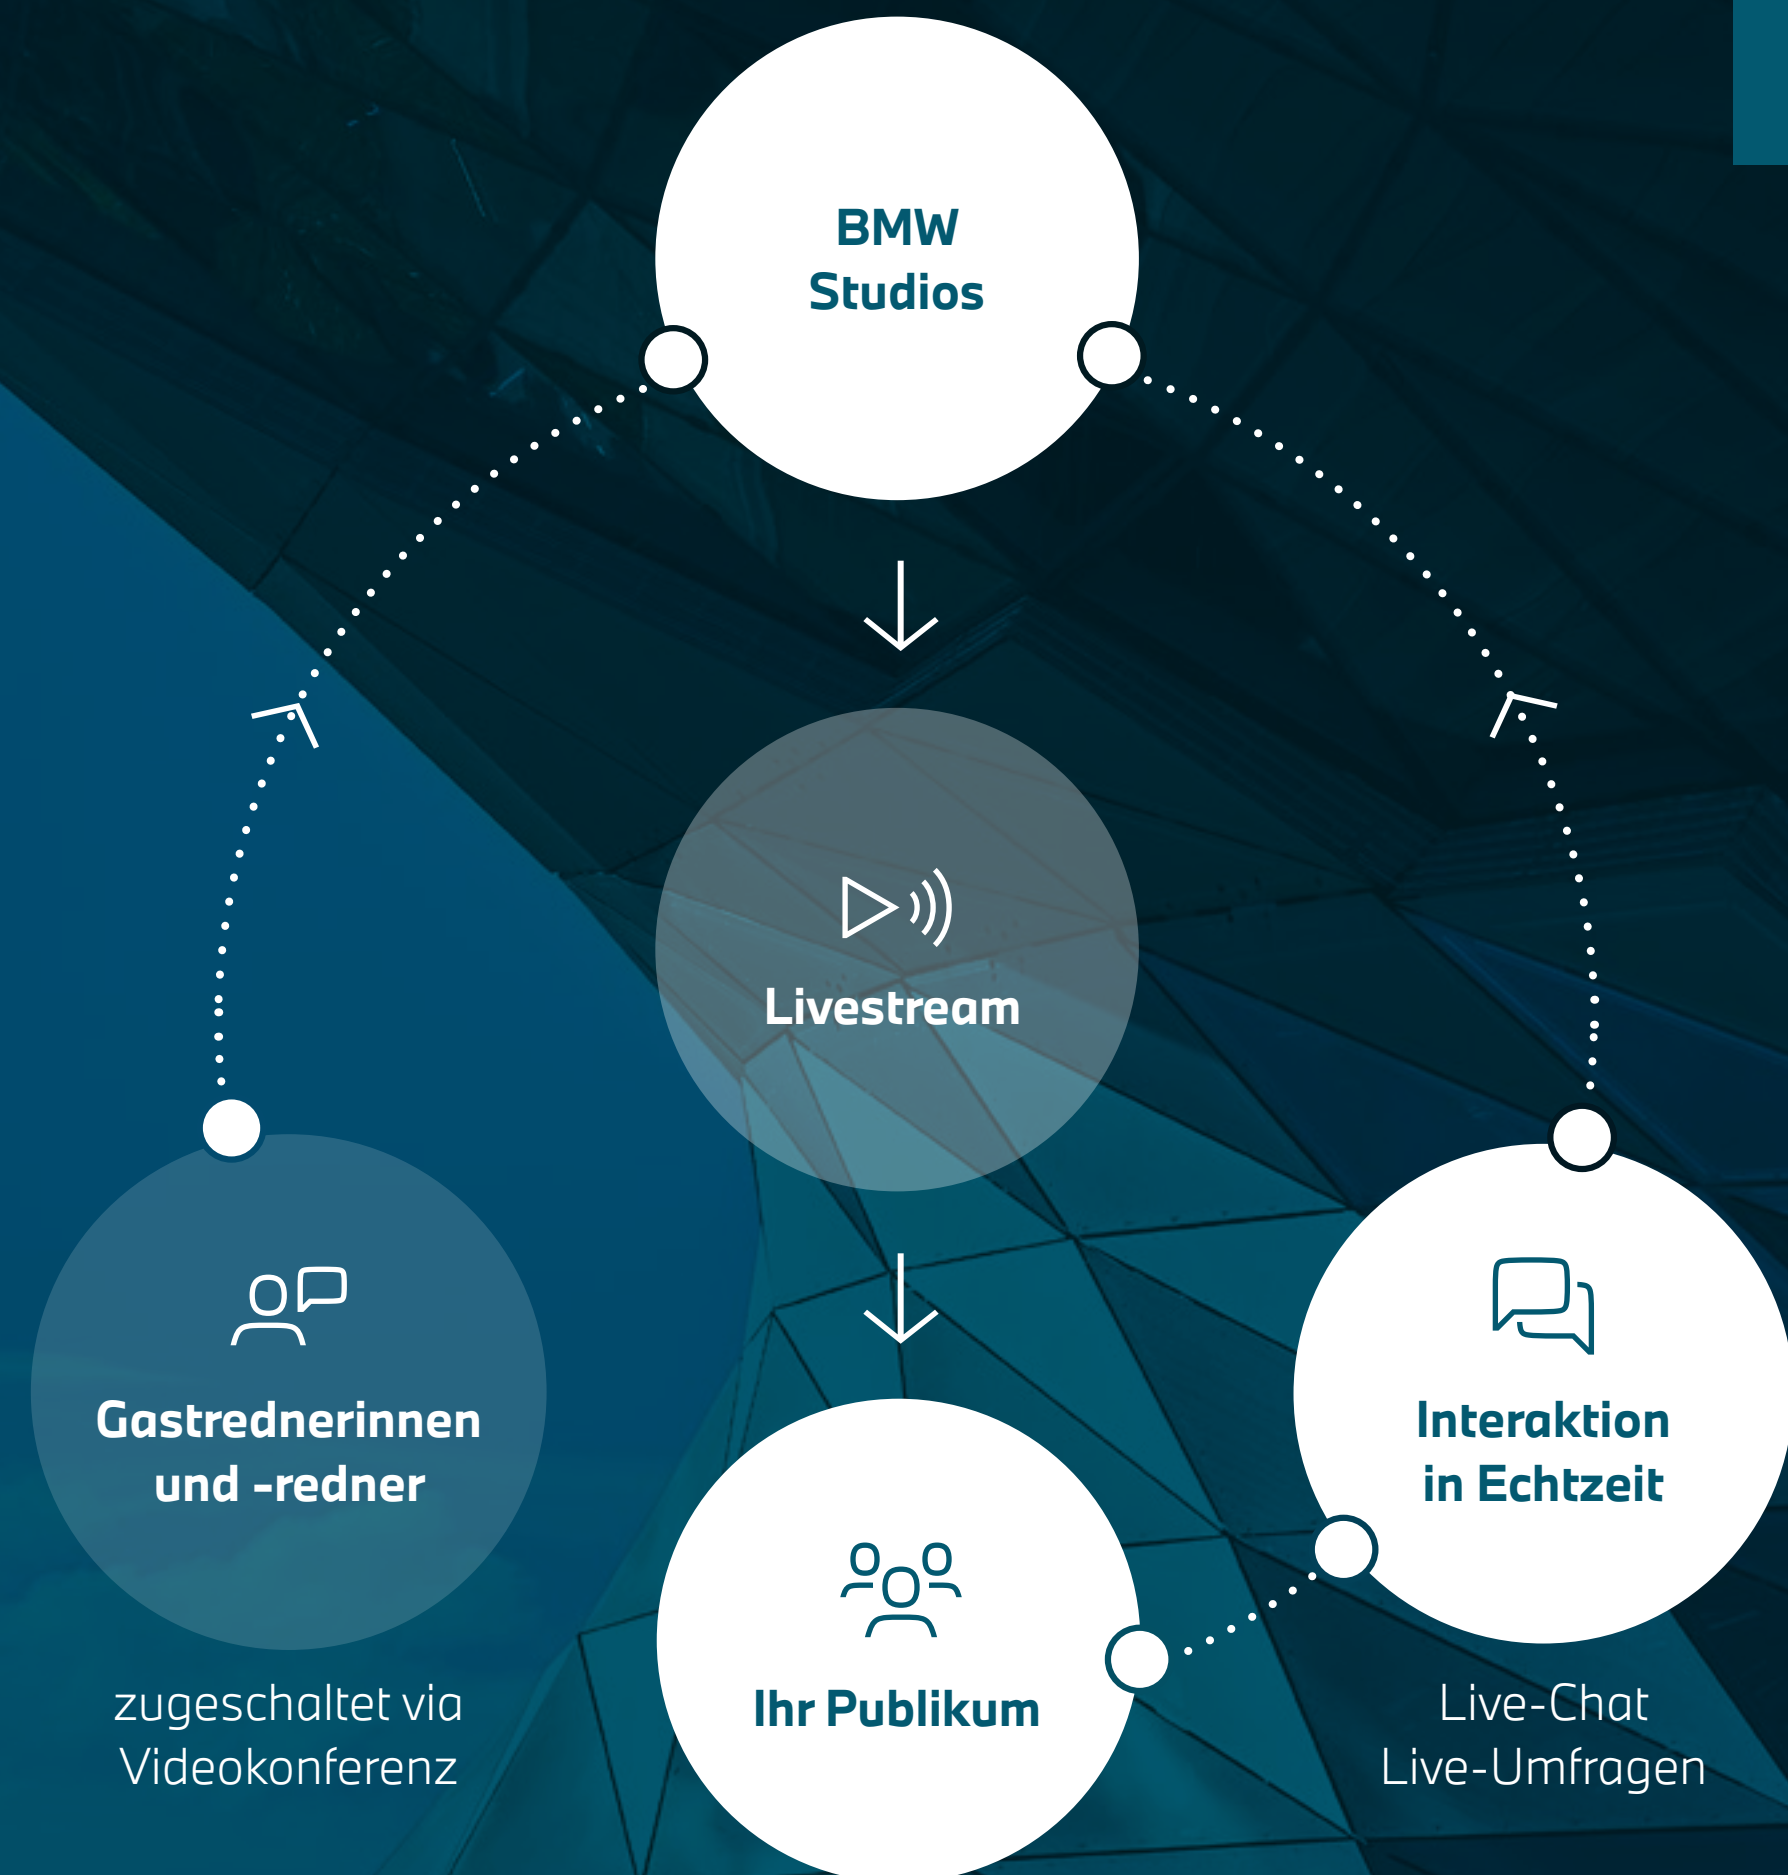 BMW
Studios
Livestream
Gastrednerinnen
und -redner
zugeschaltet via
Videokonferenz
Ihr Publikum
Interaktion
in Echtzeit
Live-Chat
Live-Umfragen